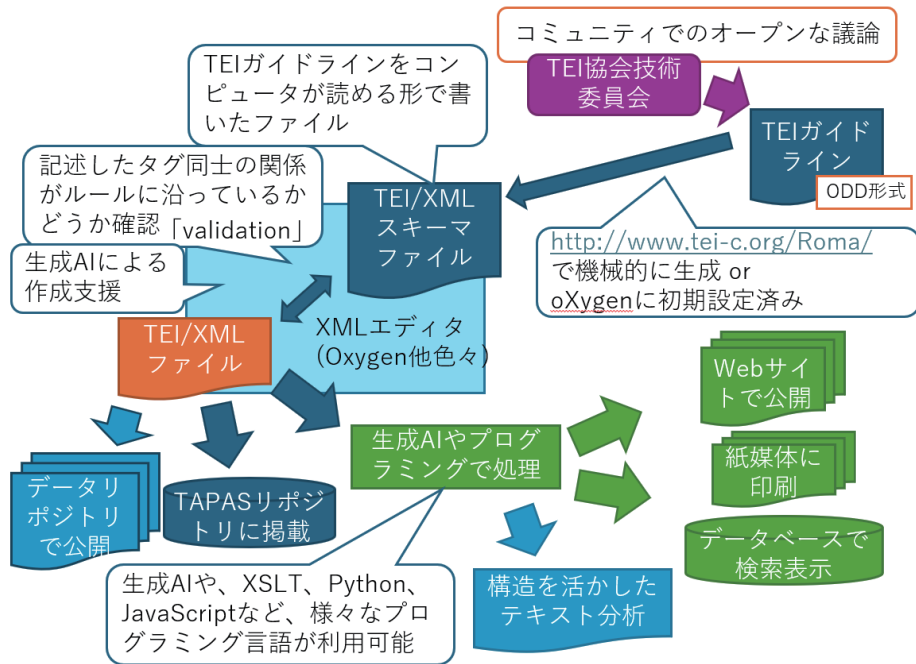 コミュニティでのオープンな議論
TEI協会技術
委員会
TEIガイド
ライン
ODD形式
TEIガイドラインをコン
ピュータが読める形で書
いたファイル
記述したタグ同士の関係
がルールに沿っているか
どうか確認「validation」
生成AIによる
作成支援
TEI/XML
スキーマ
ファイル
http://www.tei-c.org/Roma/
で機械的に生成 or
oXygenに初期設定済み
TEI/XML
ファイル
XMLエディタ
(Oxygen他色々)
Webサイ
トで公開
生成AIやプログ
ラミングで処理
紙媒体に
印刷
データリ
ポジトリ
で公開
TAPASリポジ
トリに掲載
データベースで
検索表示
生成AIや、XSLT、Python、
JavaScriptなど、様々なプロ
グラミング言語が利用可能
構造を活かした
テキスト分析